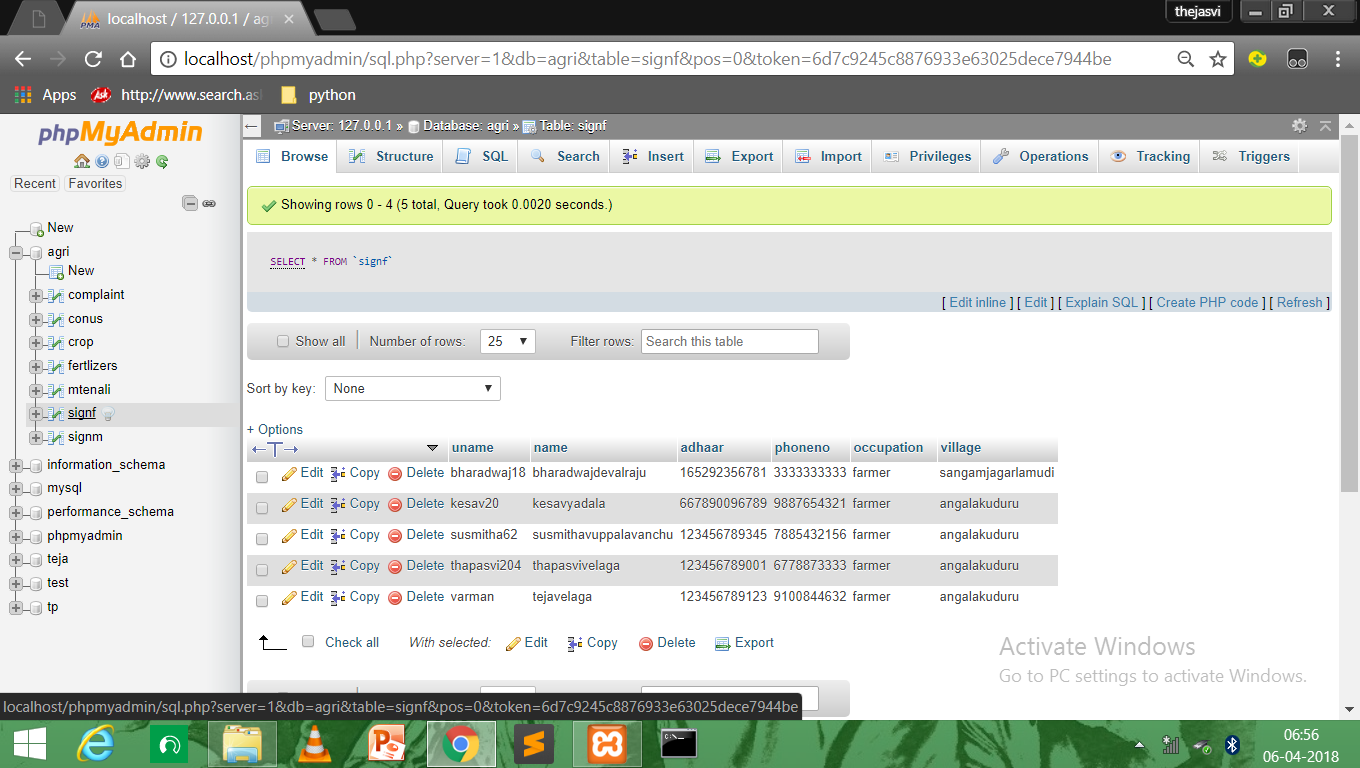 localhost / 127.0.0.1 / ag
thejasvi
localhost/phpmyadmin/sql.php?server=1&db=agri&table=signf&pos=0&token=6d7c9245c8876933e63025dece7944be
Apps Ask http://www.search.as python
phpMyAdmin
Recent Favorites
New
agri
New
complaint
conus
crop
fertlizers
mtenali
signf
signm
information_schema
mysql
performance_schema
phpmyadmin
teja
test
tp
Server: 127.0.0.1 » Database: agri » Table: signf
Browse Structure SQL Search Insert Export Import Privileges Operations Tracking Triggers
Showing rows 0 - 4 (5 total, Query took 0.0020 seconds.)
SELECT * FROM `signf`
[ Edit inline ] [ Edit ] [ Explain SQL ] [ Create PHP code ] [ Refresh ]
Show all Number of rows: 25 Filter rows: Search this table
Sort by key: None
+ Options
←T→ uname name adhaar phoneno occupation village
Edit Copy Delete bharadwaj18 bharadwajdevalraju 165292356781 3333333333 farmer sangamjagarlamudi
Edit Copy Delete kesav20 kesavyadala 667890096789 9887654321 farmer angalakuduru
Edit Copy Delete susmitha62 susmithavuppalavanchu 123456789345 7885432156 farmer angalakuduru
Edit Copy Delete thapasvi204 thapasvivelaga 123456789001 6778873333 farmer angalakuduru
Edit Copy Delete varman tejavelaga 123456789123 9100844632 farmer angalakuduru
Check all With selected: Edit Copy Delete Export
Activate Windows
Go to PC settings to activate Windows.
localhost/phpmyadmin/sql.php?server=1&db=agri&table=signf&pos=0&token=6d7c9245c8876933e63025dece7944be
06:56
06-04-2018